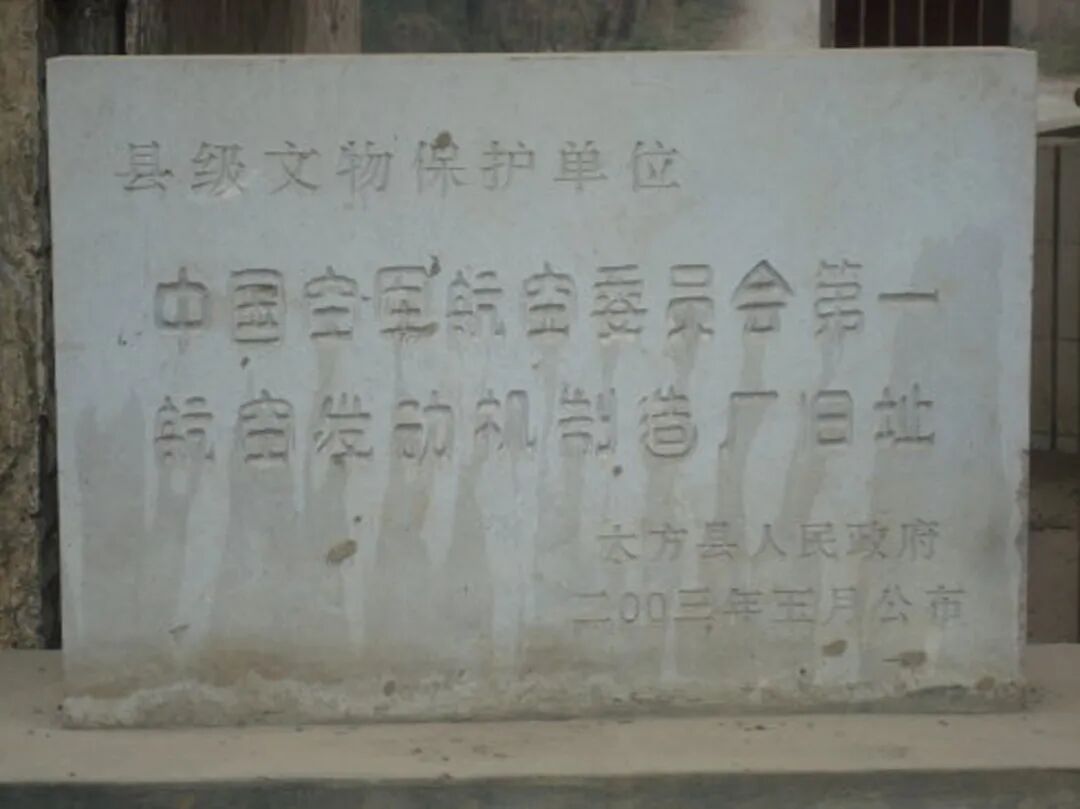 县级文物保护单位
中国空军航空委员会第一
航空发动机制造厂旧址
大方县人民政府
二00三年五月公布